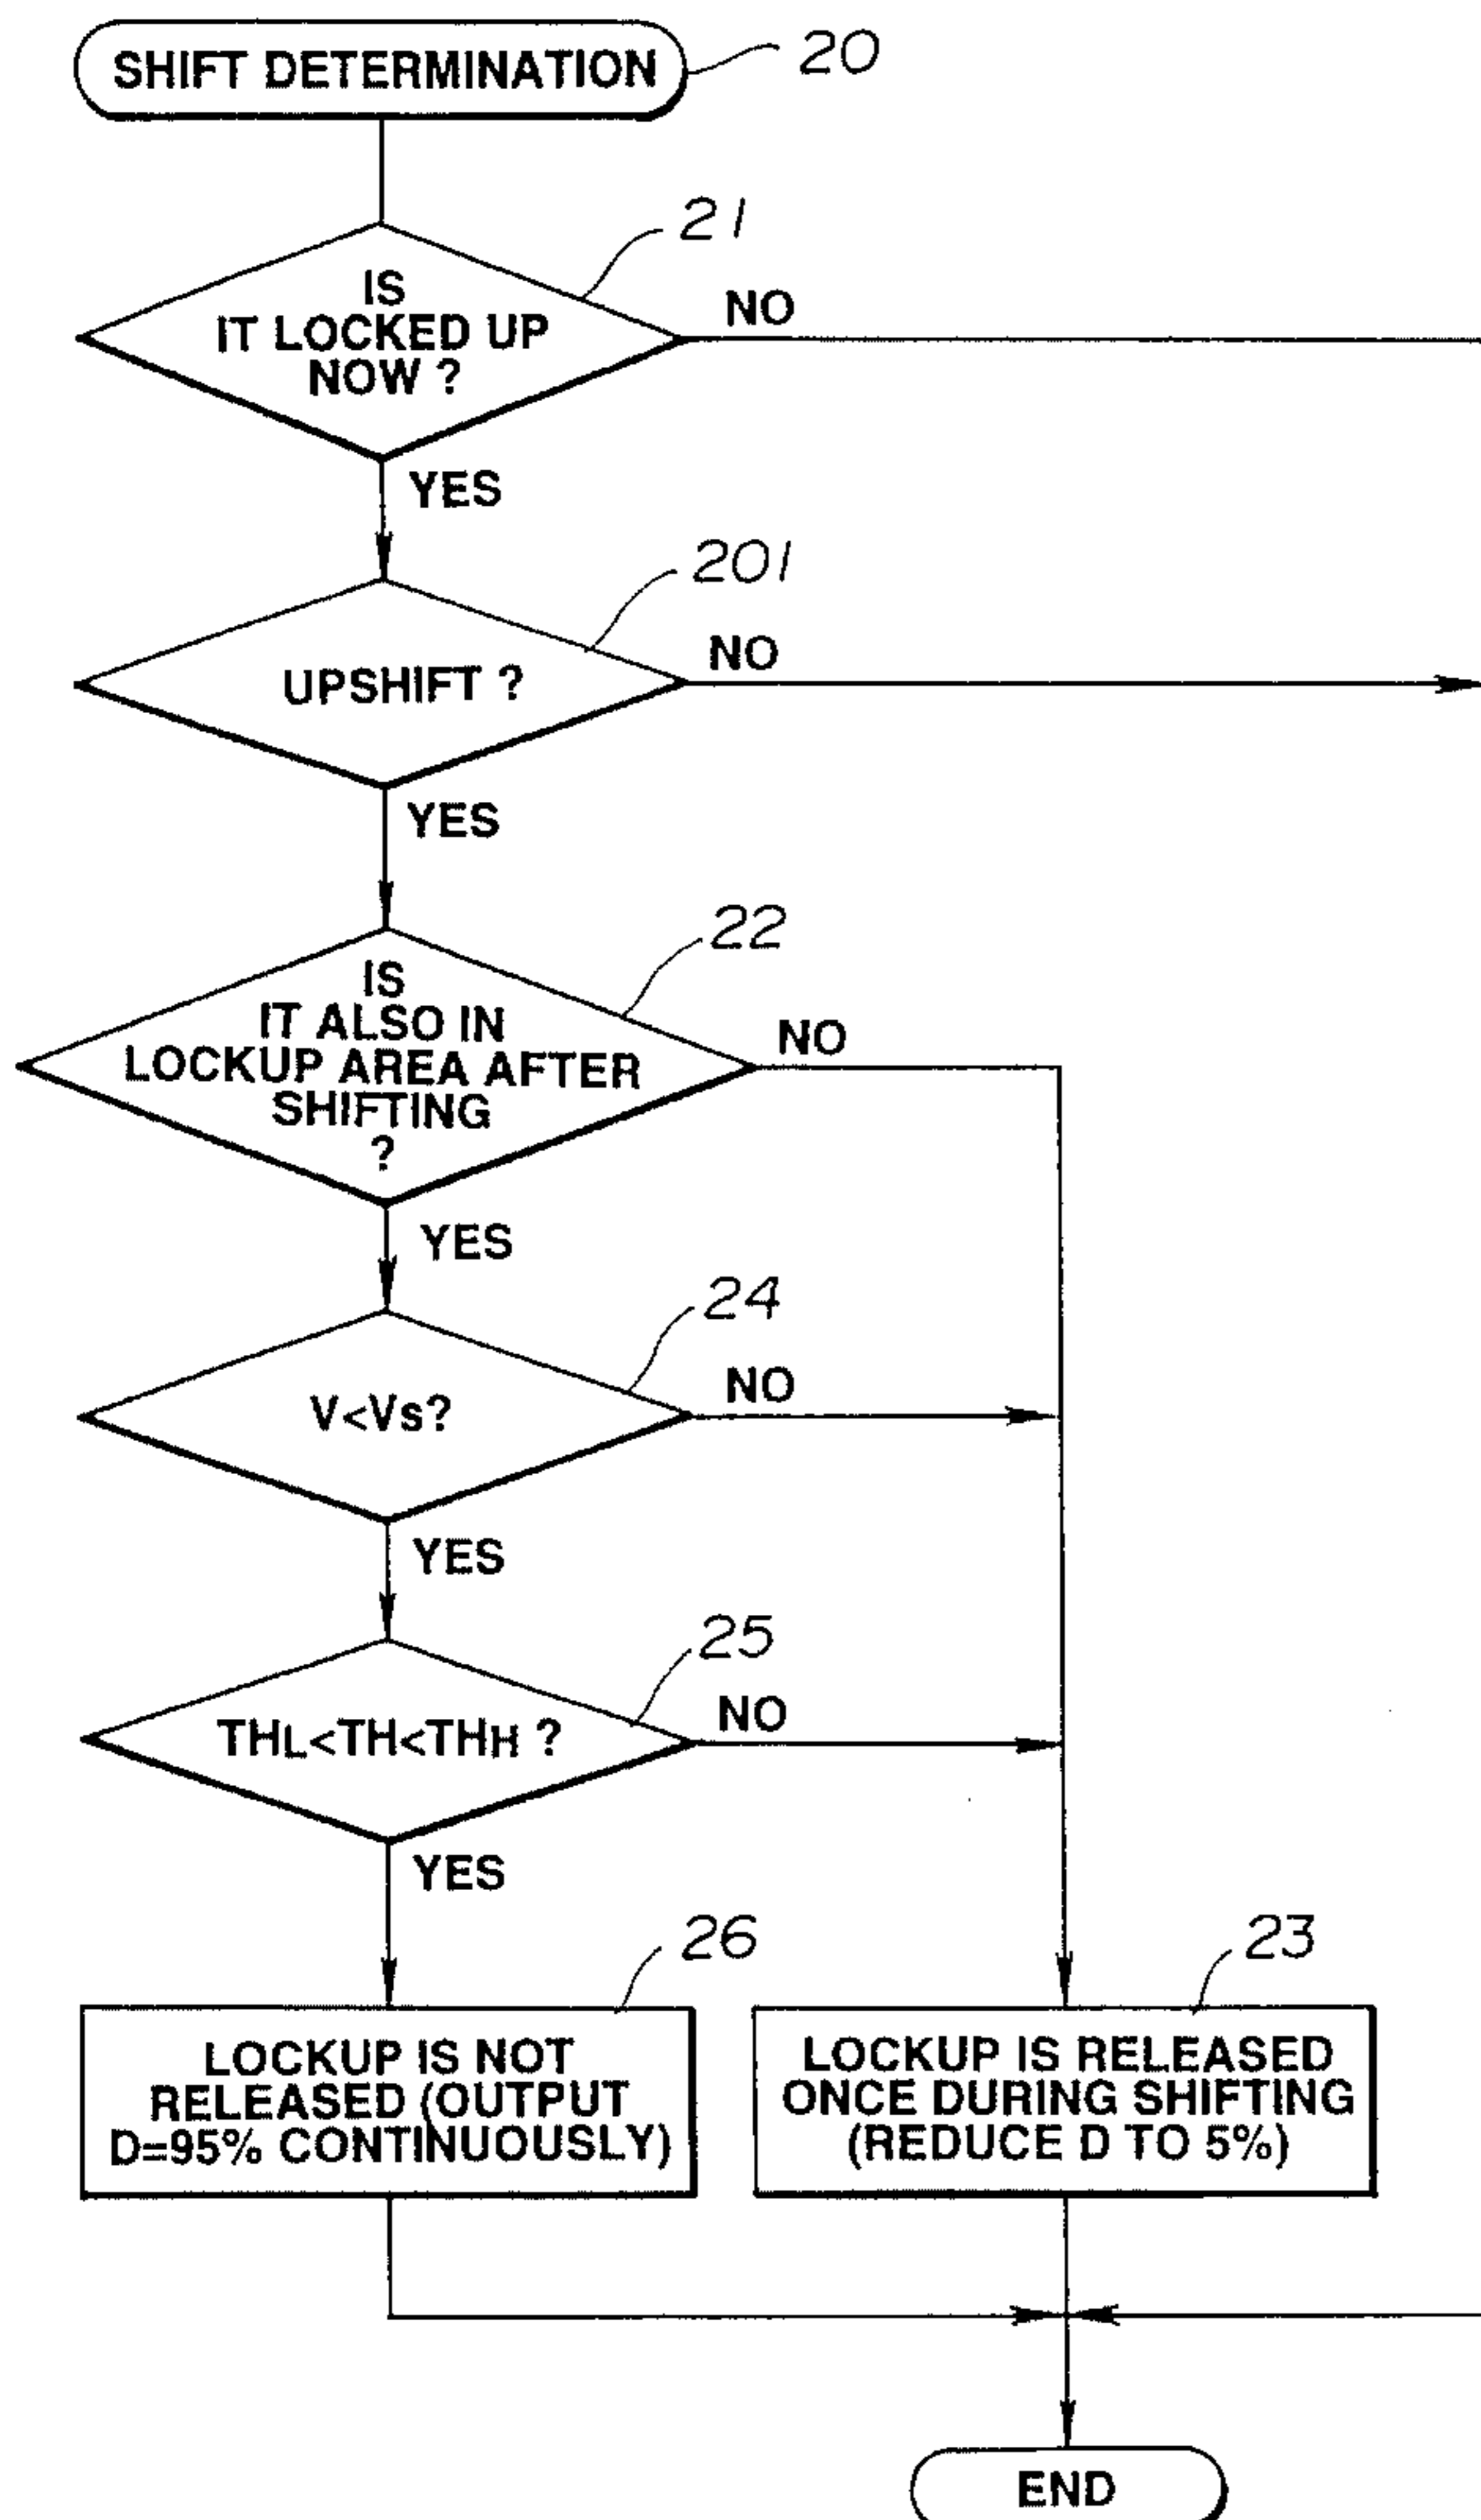 SHIFT DETERMINATION
20
21
IS
IT LOCKED UP
NOW ?
NO
YES
201
UPSHIFT ?
NO
YES
22
IS
IT ALSO IN
LOCKUP AREA AFTER
SHIFTING
?
NO
YES
24
V<Vs?
NO
YES
25
THL<TH<THH ?
NO
YES
26
LOCKUP IS NOT
RELEASED (OUTPUT
D=95% CONTINUOUSLY)
23
LOCKUP IS RELEASED
ONCE DURING SHIFTING
(REDUCE D TO 5%)
END